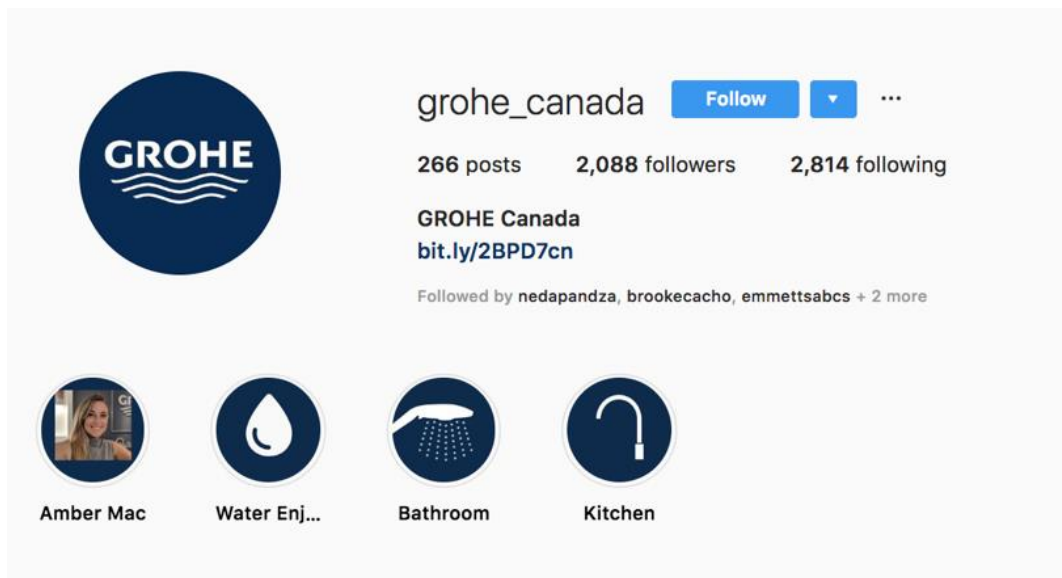 GROHE
grohe_canada Follow ...
266 posts 2,088 followers 2,814 following
GROHE Canada
bit.ly/2BPD7cn
Followed by nedapandza, brookecacho, emmettsabcs + 2 more
Amber Mac Water Enj... Bathroom Kitchen